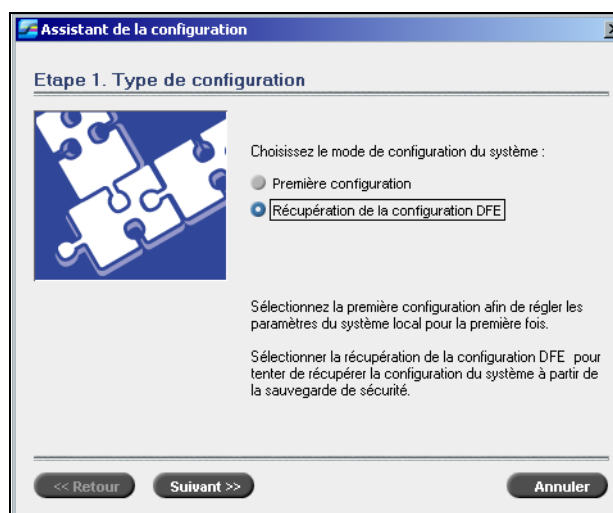 Assistant de la configuration
Etape 1. Type de configuration
Choisissez le mode de configuration du système :
Première configuration
Récupération de la configuration DFE
Sélectionnez la première configuration afin de régler les
paramètres du système local pour la première fois.
Sélectionner la récupération de la configuration DFE pour
tenter de récupérer la configuration du système à partir de
la sauvegarde de sécurité.
<< Retour
Suivant >>
Annuler